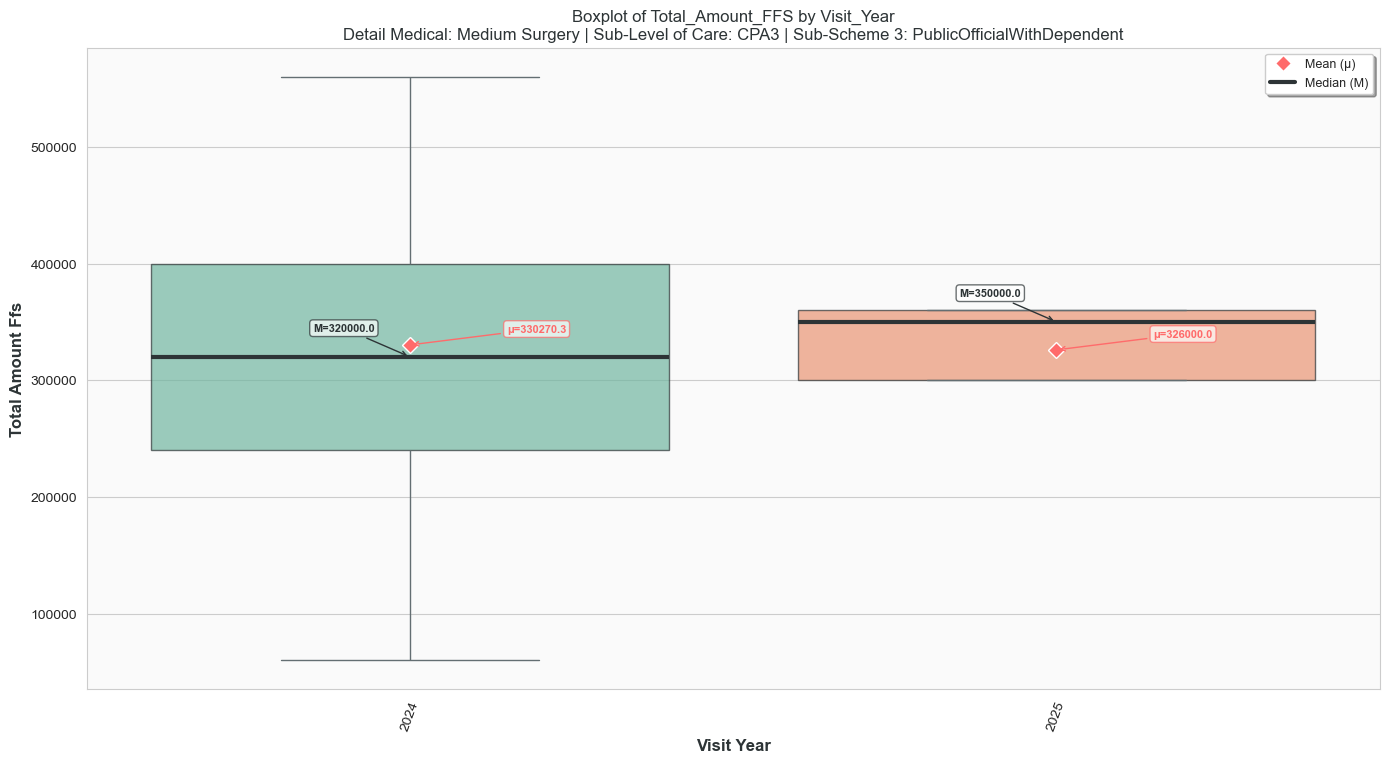 Boxplot of Total_Amount_FFS by Visit_Year
Detail Medical: Medium Surgery | Sub-Level of Care: CPA3 | Sub-Scheme 3: PublicOfficialWithDependent
Mean (μ)
Median (M)
Total Amount Ffs
500000
400000
300000
200000
100000
M=320000.0
μ=330270.3
M=350000.0
μ=326000.0
2024
2025
Visit Year